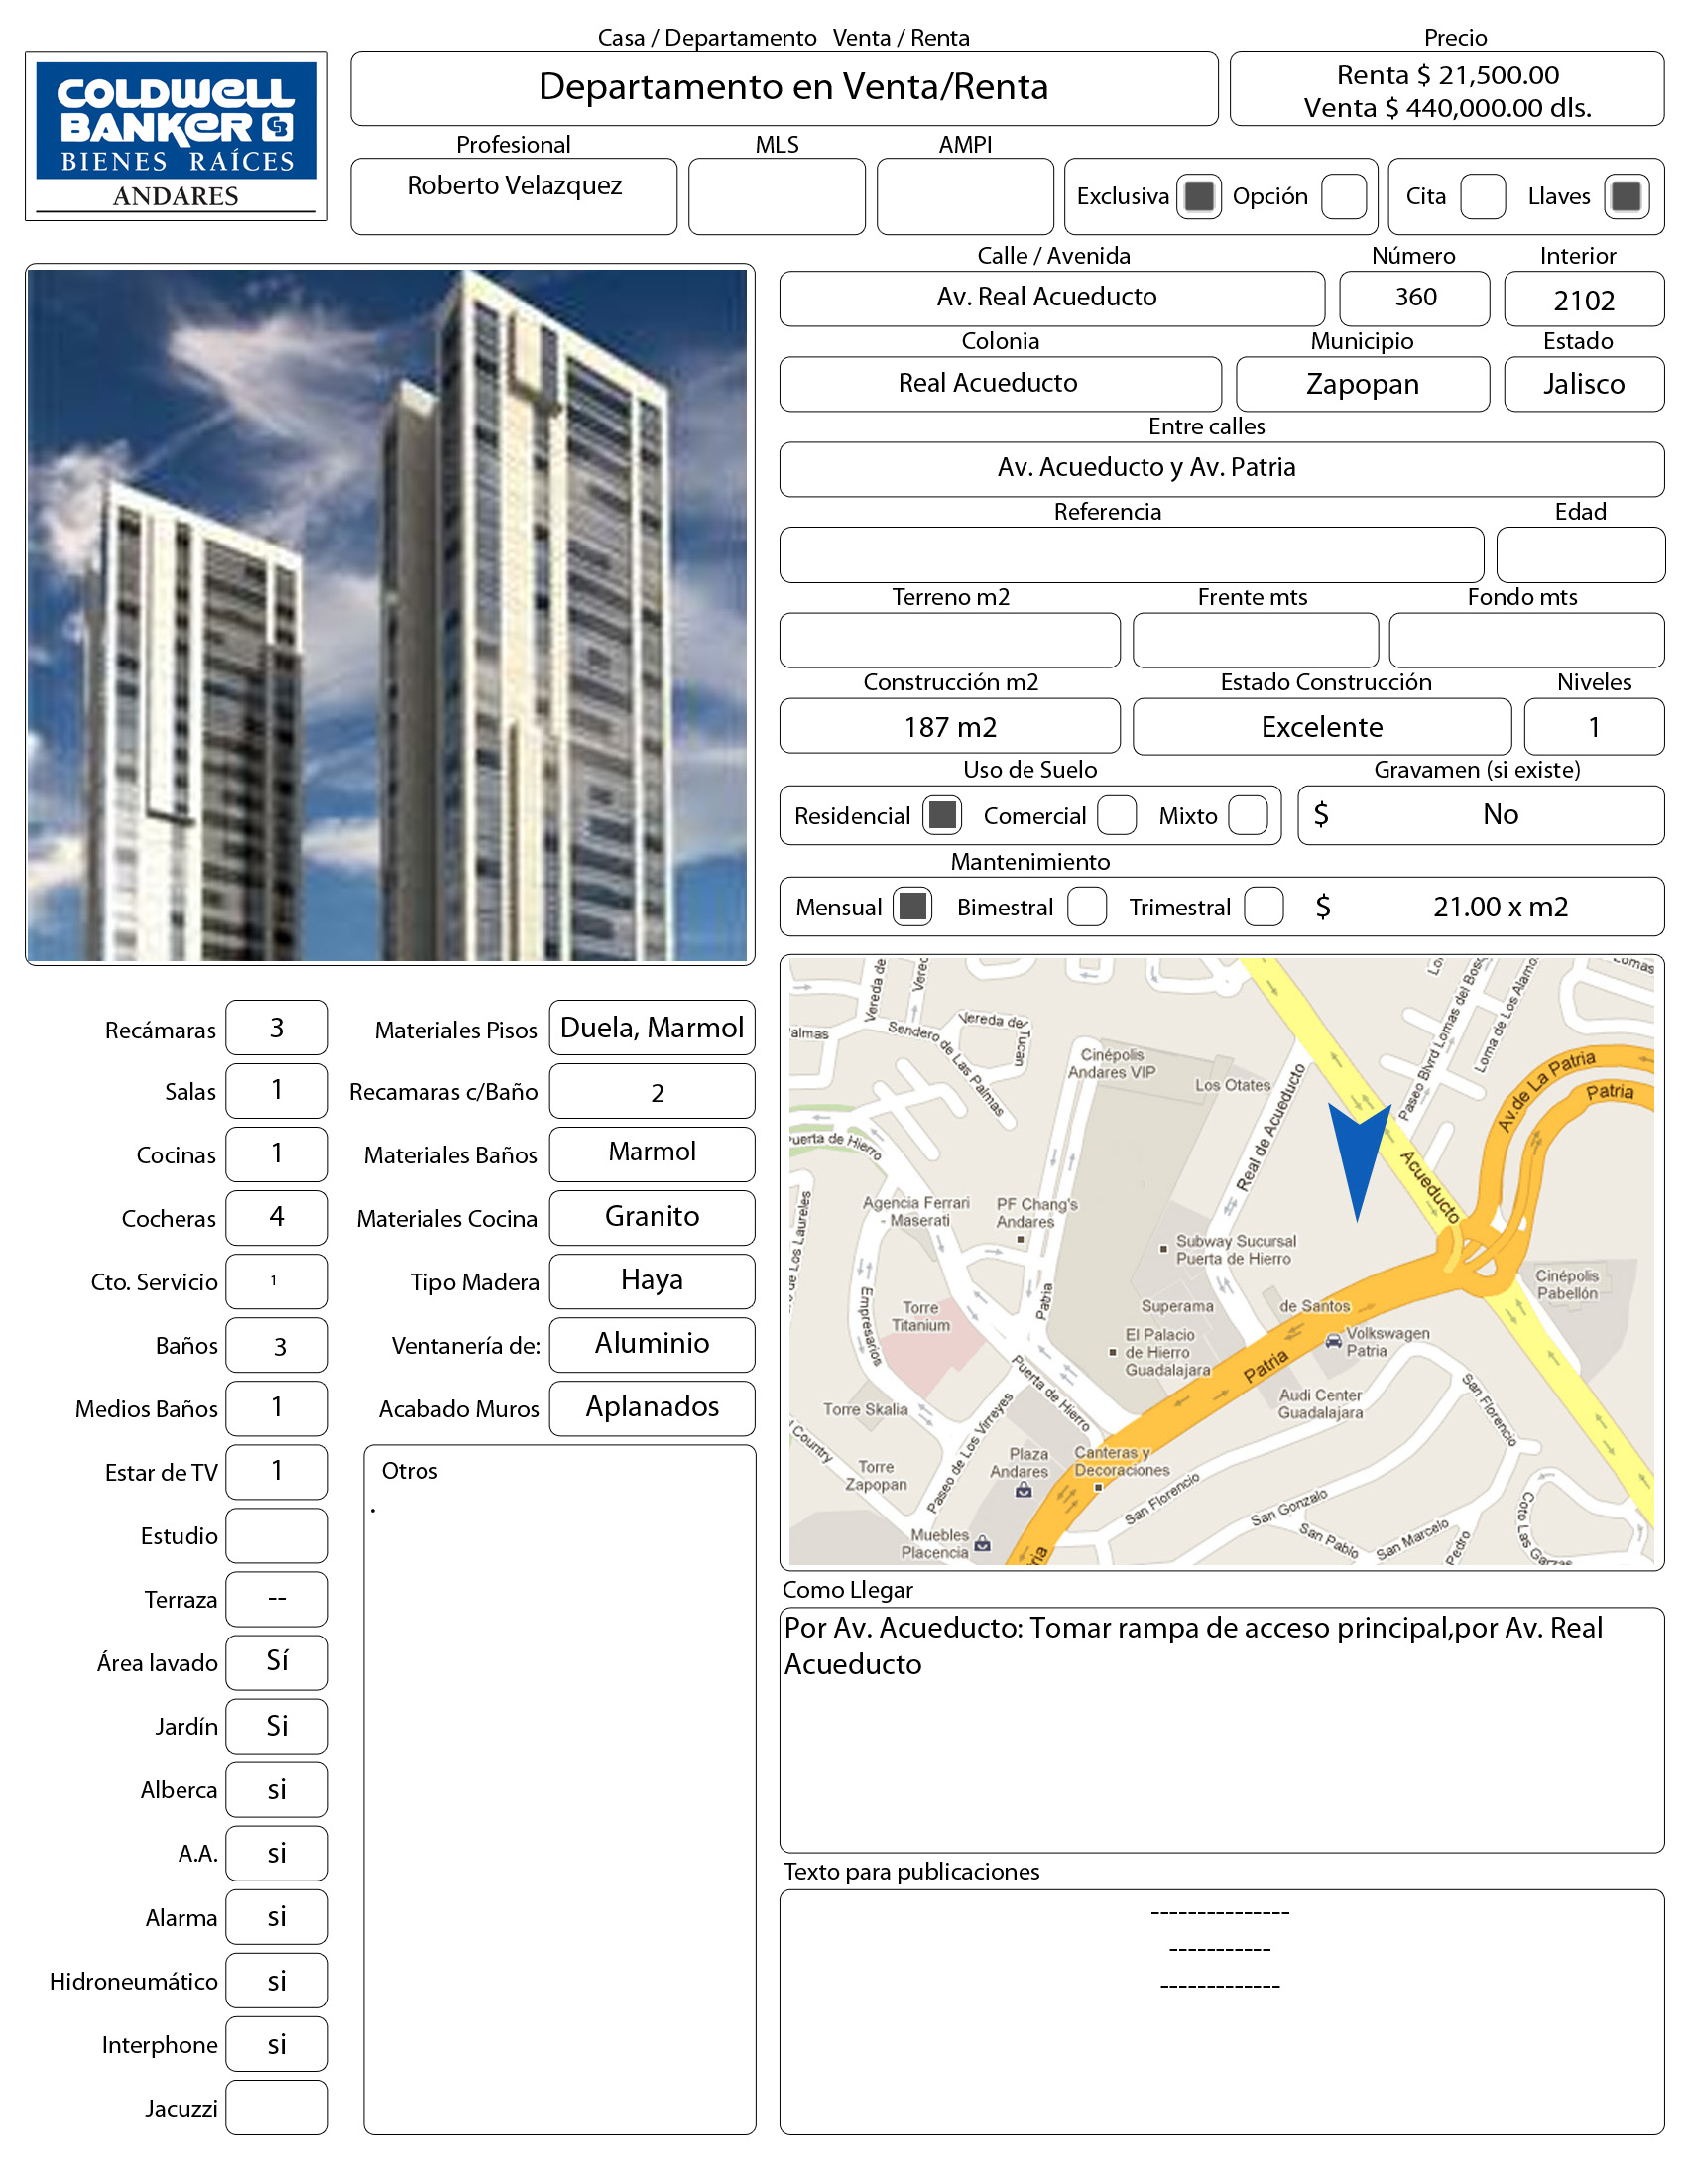 COLDWELL
BANKER CB
BIENES RAÍCES
ANDARES
Casa / Departamento Venta / Renta
Departamento en Venta/Renta
Precio
Renta $ 21,500.00
Venta $ 440,000.00 dls.
Profesional
Roberto Velazquez
MLS
AMPI
Exclusiva Opción
Cita Llaves
Calle / Avenida
Av. Real Acueducto
Número
360
Interior
2102
Colonia
Real Acueducto
Municipio
Zapopan
Estado
Jalisco
Entre calles
Av. Acueducto y Av. Patria
Referencia
Edad
Terreno m2
Frente mts
Fondo mts
Construcción m2
187 m2
Estado Construcción
Excelente
Niveles
1
Uso de Suelo
Residencial Comercial Mixto
Gravamen (si existe)
$ No
Mantenimiento
Mensual Bimestral Trimestral $ 21.00 x m2
Recámaras 3
Salas 1
Cocinas 1
Cocheras 4
Cto. Servicio 1
Baños 3
Medios Baños 1
Estar de TV 1
Estudio
Terraza --
Área lavado Sí
Jardín Si
Alberca si
A.A. si
Alarma si
Hidroneumático si
Interphone si
Jacuzzi
Materiales Pisos Duela, Marmol
Recamaras c/Baño 2
Materiales Baños Marmol
Materiales Cocina Granito
Tipo Madera Haya
Ventanería de: Aluminio
Acabado Muros Aplanados
Otros
.
Vereda de
Vereda del
Tucan
Sendero de Las Palmas
Cinépolis
Andares VIP
Los Otates
Real de Acueducto
Paseo Blvrd Lomas del Bosq
Loma de Los Alamo
Lomas
Av. de La Patria
Patria
Acueducto
Puerta de Hierro
Agencia Ferrari
- Maserati
PF Chang's
Andares
Subway Sucursal
Puerta de Hierro
Cinépolis
Pabellón
de Los Laureles
Empresarios
Torre
Titanium
Patria
Superama
de Santos
El Palacio
de Hierro
Guadalajara
Volkswagen
Patria
Patria
Puerta de Hierro
Audi Center
Guadalajara
San Florencio
Torre Skalia
Country
Paseo de Los Virreyes
Plaza
Andares
Canteras y
Decoraciones
Torre
Zapopan
San Florencio
San Gonzalo
San Pablo
San Marcelo
Pedro
Coto Las Garzas
Muebles
Placencia
ria
Como Llegar
Por Av. Acueducto: Tomar rampa de acceso principal,por Av. Real
Acueducto
Texto para publicaciones
---------------
-----------
-------------